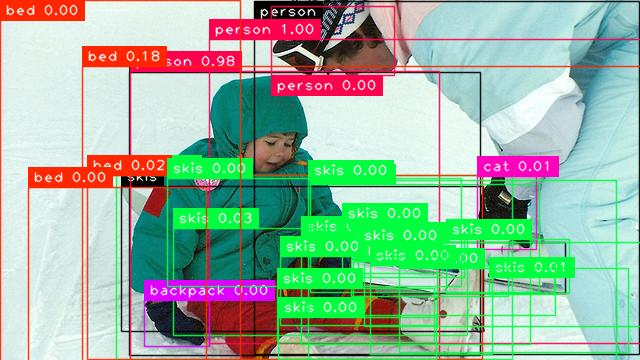 bed 0.00
person
person 1.00
bed 0.18
person 0.98
person 0.00
bed 0.02
skis 0.00
skis 0.00
cat 0.01
bed 0.00
skis
skis 0.03
skis 0.00
skis
skis 0.00
skis 0.00
skis 0.00
skis 0.00
.00
skis 0.01
skis 0.00
backpack 0.00
skis 0.00